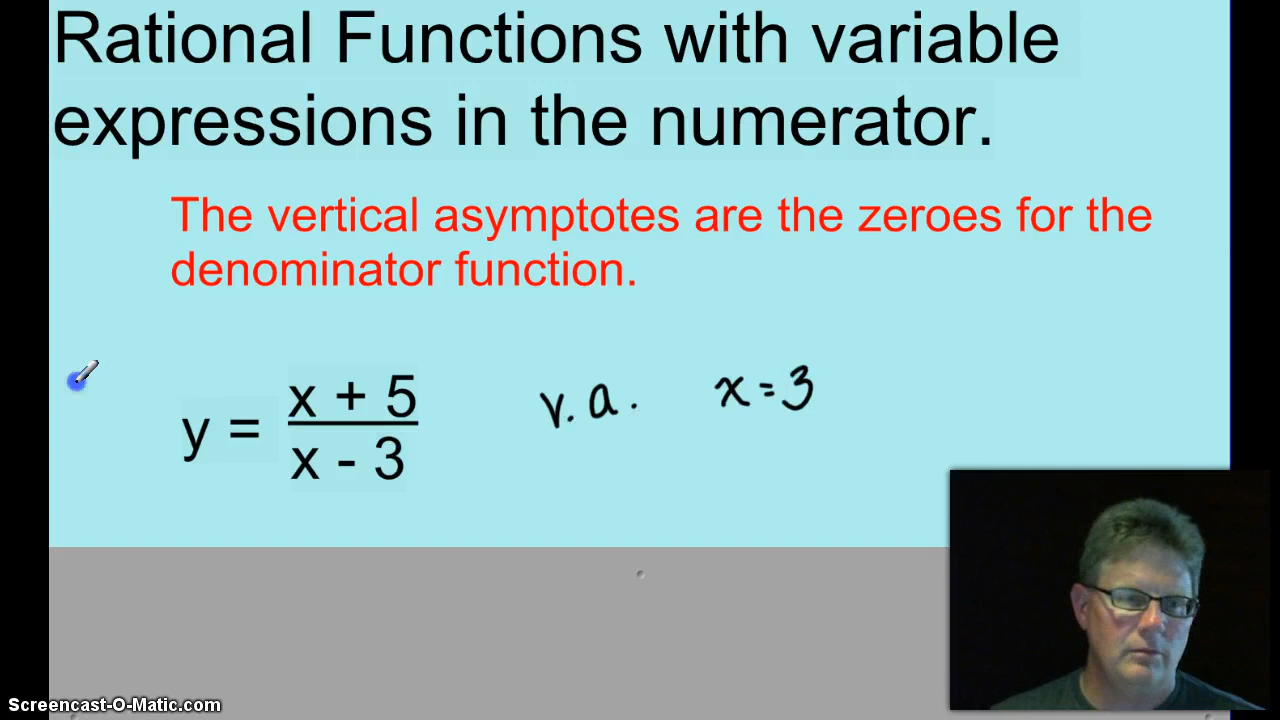 Rational Functions with variable
expressions in the numerator.
The vertical asymptotes are the zeroes for the
denominator function.
y = x + 5
x - 3
v. a. x = 3
Screencast-O-Matic.com